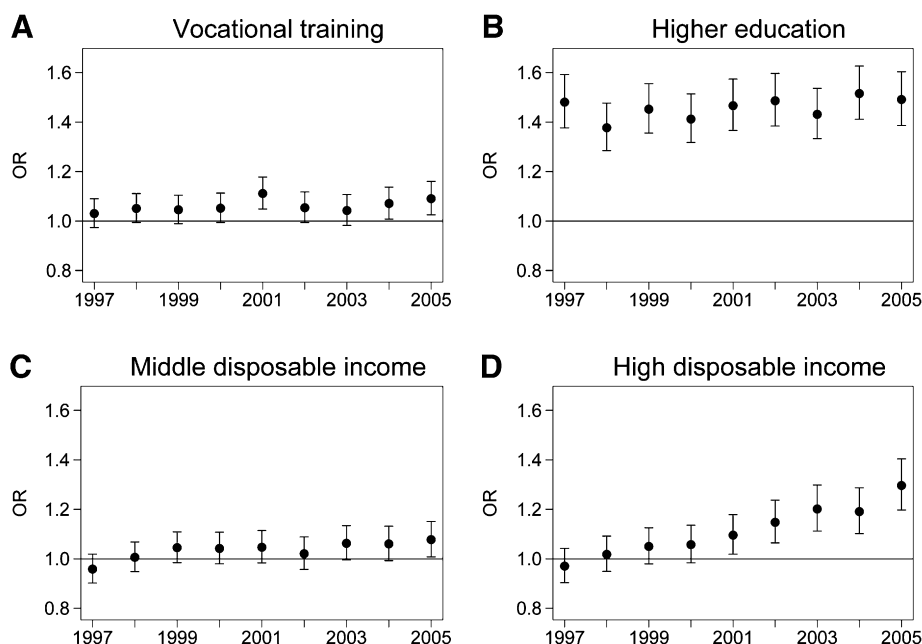 A Vocational training
1.6
1.4
1.2
1.0
0.8
OR
1997 1999 2001 2003 2005
B Higher education
1.6
1.4
1.2
1.0
0.8
OR
1997 1999 2001 2003 2005
C Middle disposable income
1.6
1.4
1.2
1.0
0.8
OR
1997 1999 2001 2003 2005
D High disposable income
1.6
1.4
1.2
1.0
0.8
OR
1997 1999 2001 2003 2005